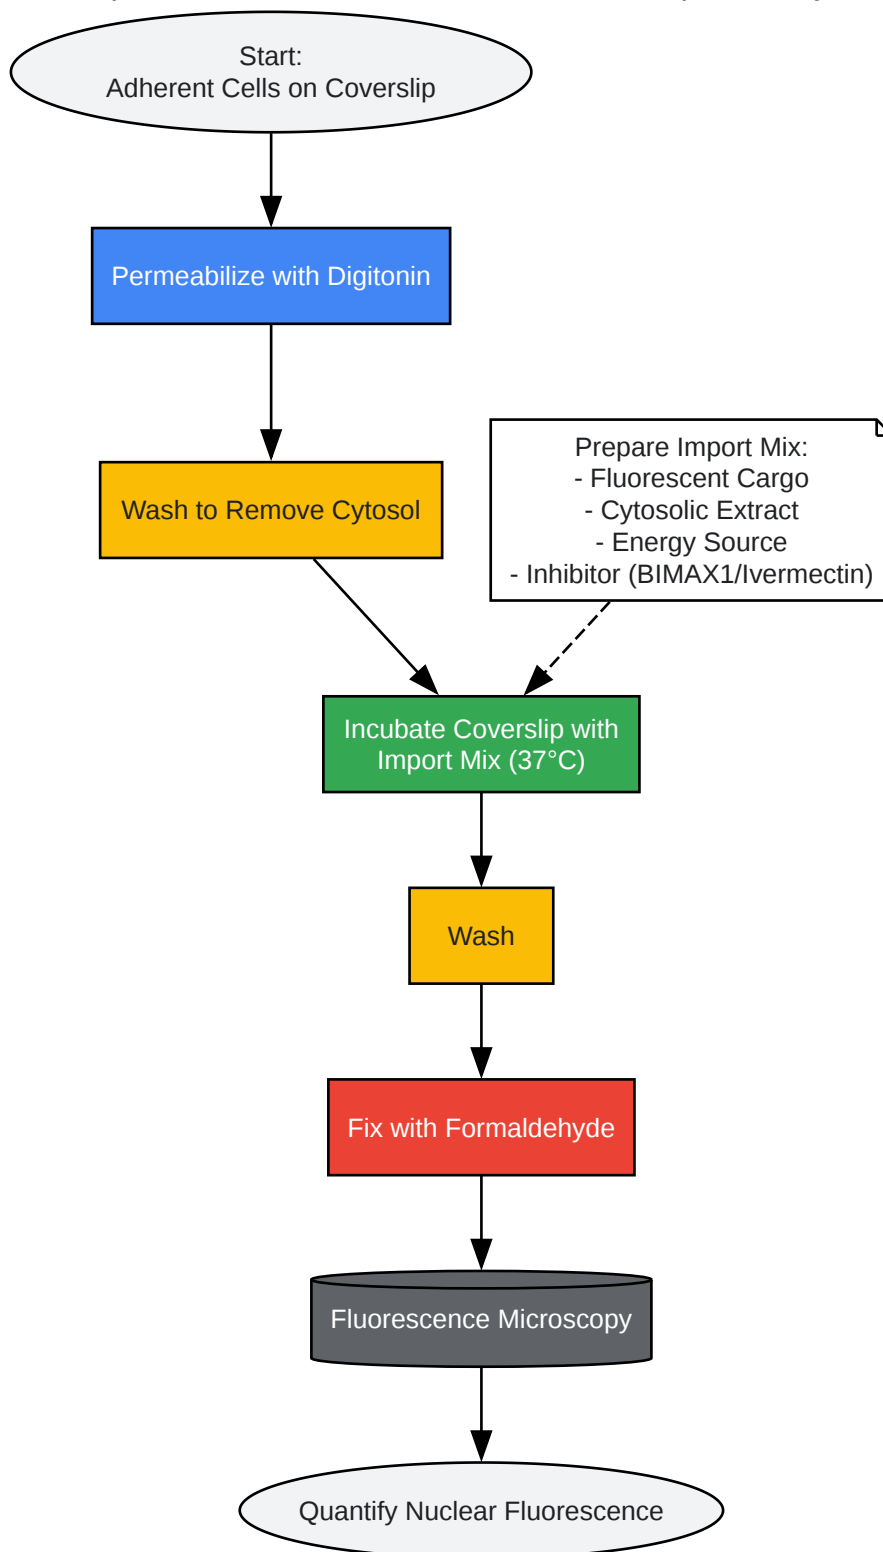 Start:
Adherent Cells on Coverslip
Permeabilize with Digitonin
Wash to Remove Cytosol
Prepare Import Mix:
- Fluorescent Cargo
- Cytosolic Extract
- Energy Source
- Inhibitor (BIMAX1/Ivermectin)
Incubate Coverslip with
Import Mix (37°C)
Wash
Fix with Formaldehyde
Fluorescence Microscopy
Quantify Nuclear Fluorescence